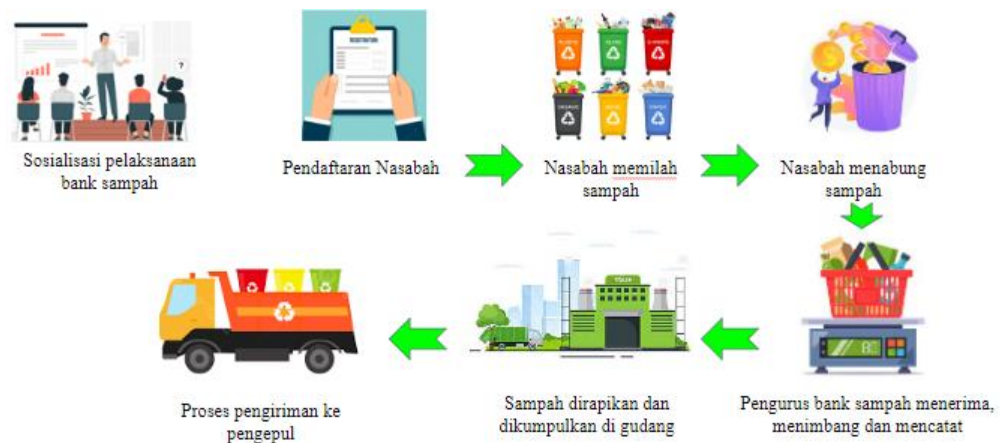 REGISTRATION
Sosialisasi pelaksanaan
bank sampah
Pendaftaran Nasabah
Nasabah memilah
sampah
Nasabah menabung
sampah
Proses pengiriman ke
pengepul
Sampah dirapikan dan
dikumpulkan di gudang
Pengurus bank sampah menerima,
menimbang dan mencatat